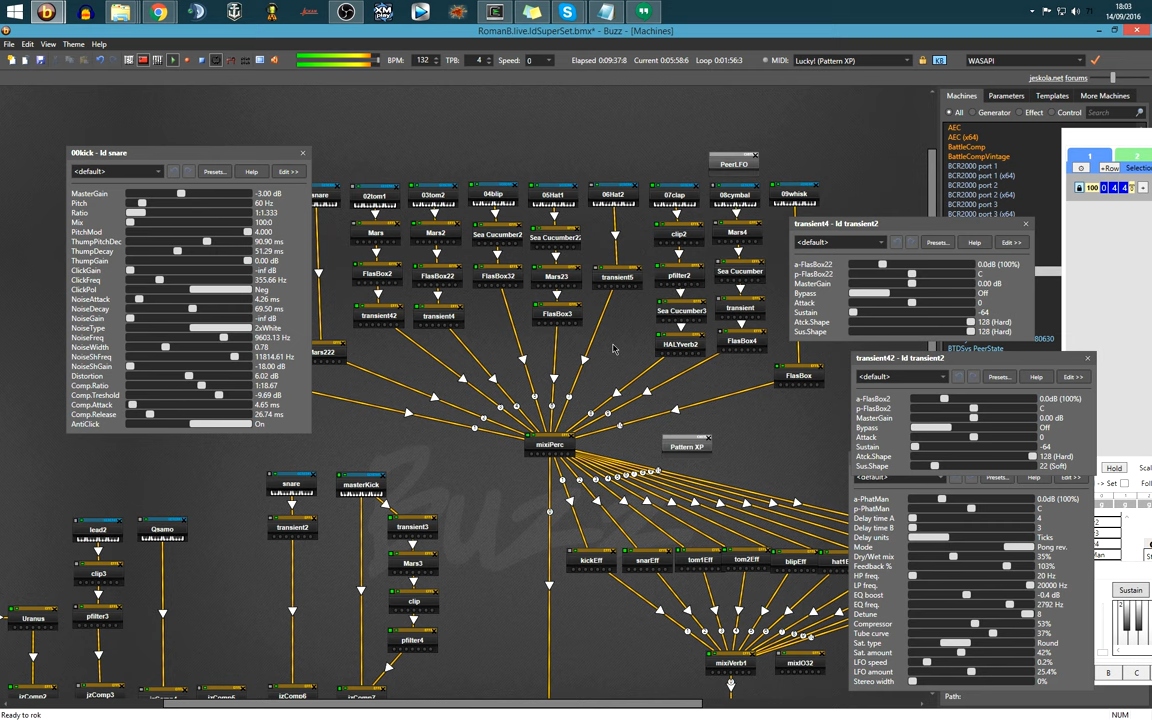 18:03
14/09/2016
RomanB.live.ldSuperSet.bmx* - Buzz - [Machines]
File Edit View Theme Help
BPM: 132 TPB: 4 Speed: 0 Elapsed 0:09:37:8 Current 0:05:58:6 Loop 0:01:56:3 MIDI: Lucky! (Pattern XP) KB WASAPI
jeskola.net forums
Machines Parameters Templates More Machines
All Generator Effect Control Search
AEC
AEC (x64)
BattleComp
BattleCompVintage
BCR2000 port 1
BCR2000 port 1 (x64)
BCR2000 port 2
BCR2000 port 2 (x64)
BCR2000 port 3
BCR2000 port 3 (x64)
80630
BTDSys PeerState
1 2
+Row Selection
100 0 4 4
00kick - ld snare
<default> Presets... Help Edit >>
MasterGain -3.00 dB
Pitch 60 Hz
Ratio 1:1.333
Mix 1000
PitchMod 4.000
ThumpPitchDec 90.90 ms
ThumpDecay 51.29 ms
ThumpGain 0.00 dB
ClickGain -inf dB
ClickFreq 355.66 Hz
ClickPol Neg
NoiseAttack 4.26 ms
NoiseDecay 69.50 ms
NoiseGain -inf dB
NoiseType 2xWhite
NoiseFreq 9603.13 Hz
NoiseWidth 0.78
NoiseShFreq 11814.61 Hz
NoiseShGain -18.00 dB
Distortion 6.02 dB
Comp.Ratio 1:18.67
Comp.Treshold -9.69 dB
Comp.Attack 4.65 ms
Comp.Release 26.74 ms
AntiClick On
PeerLFO
02tom1 03tom2 04blip 05Hat1 06Hat2 07clap 08cymbal 09whisk
Mars Mars2 Sea Cucumber2 Sea Cucumber22 clip2 Mars4
FlasBox2 FlasBox22 FlasBox32 Mars23 transient5 pfilter2 Sea Cucumber
transient42 transient4 FlasBox3 Sea Cucumber3 transient
HALYverb2 FlasBox4
FlasBox
mixiPerc
Pattern XP
snare masterKick
lead2 Qsamo transient2 transient3
clip3 Mars3
kickEff snarEff tom1Eff tom2Eff blipEff
Uranus pfilter3 clip
pfilter4
mixiVerb1 mixIO32
jzComp2 jzComp3 jzComp4 jzComp5 jzComp6 jzComp7
transient4 - ld transient2
<default> Presets... Help Edit >>
a-FlasBox22 0.0dB (100%)
p-FlasBox22 C
MasterGain 0.00 dB
Bypass Off
Attack 0
Sustain -64
Atck.Shape 128 (Hard)
Sus.Shape 128 (Hard)
transient42 - ld transient2
<default> Presets... Help Edit >>
a-FlasBox2 0.0dB (100%)
p-FlasBox2 C
MasterGain 0.00 dB
Bypass Off
Attack 0
Sustain -64
Atck.Shape 128 (Hard)
Sus.Shape 22 (Soft)
<default> Presets... Help Edit >>
a-PhatMan 0.0dB (100%)
p-PhatMan C
Delay time A 4
Delay time B 3
Delay units Ticks
Mode Pong rev.
Dry/Wet mix 35%
Feedback % 103%
HP freq. 20 Hz
LP freq. 20000 Hz
EQ boost -0.4 dB
EQ freq. 2792 Hz
Detune 8
Compressor 53%
Tube curve 37%
Sat. type Round
Sat. amount 42%
LFO speed 0.2%
LFO amount 25.4%
Stereo width 0%
Hold
-> Set
Sustain
B C
Path:
Ready to rok NUM